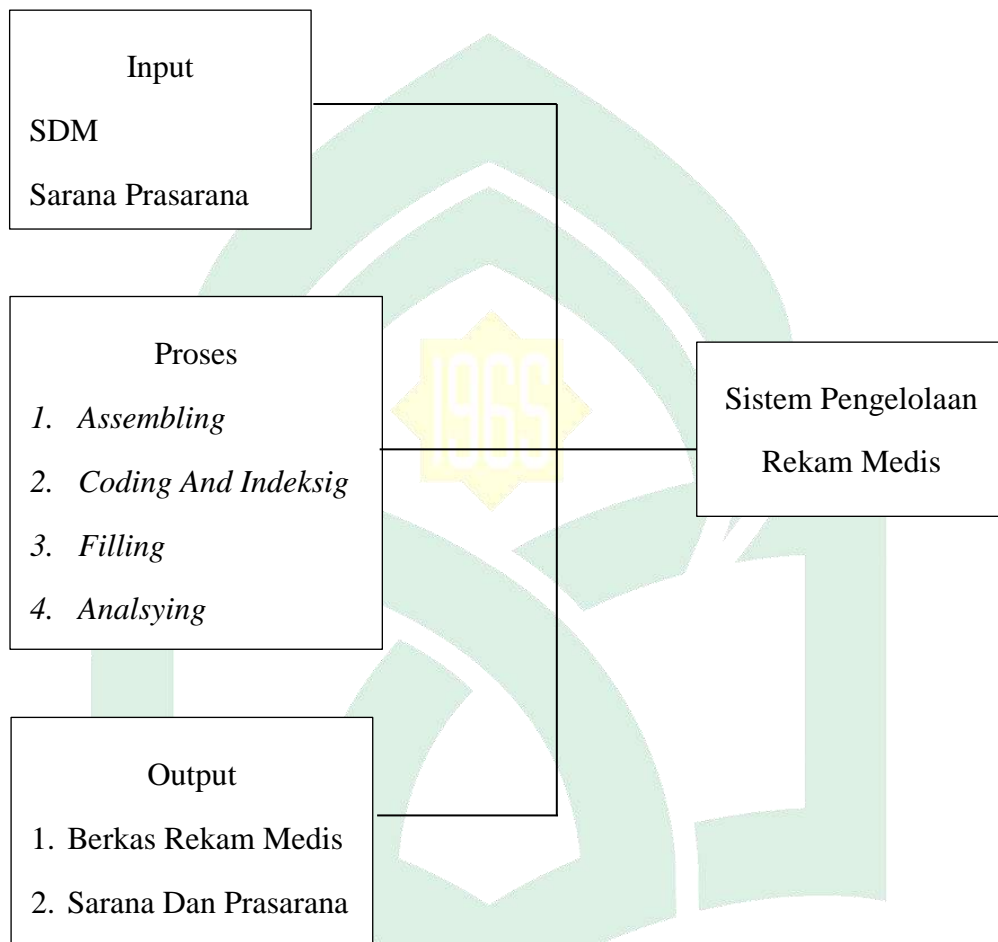 Input
SDM
Sarana Prasarana
Proses
1. Assembling
2. Coding And Indeksig
3. Filling
4. Analsying
1965
Sistem Pengelolaan
Rekam Medis
Output
1. Berkas Rekam Medis
2. Sarana Dan Prasarana